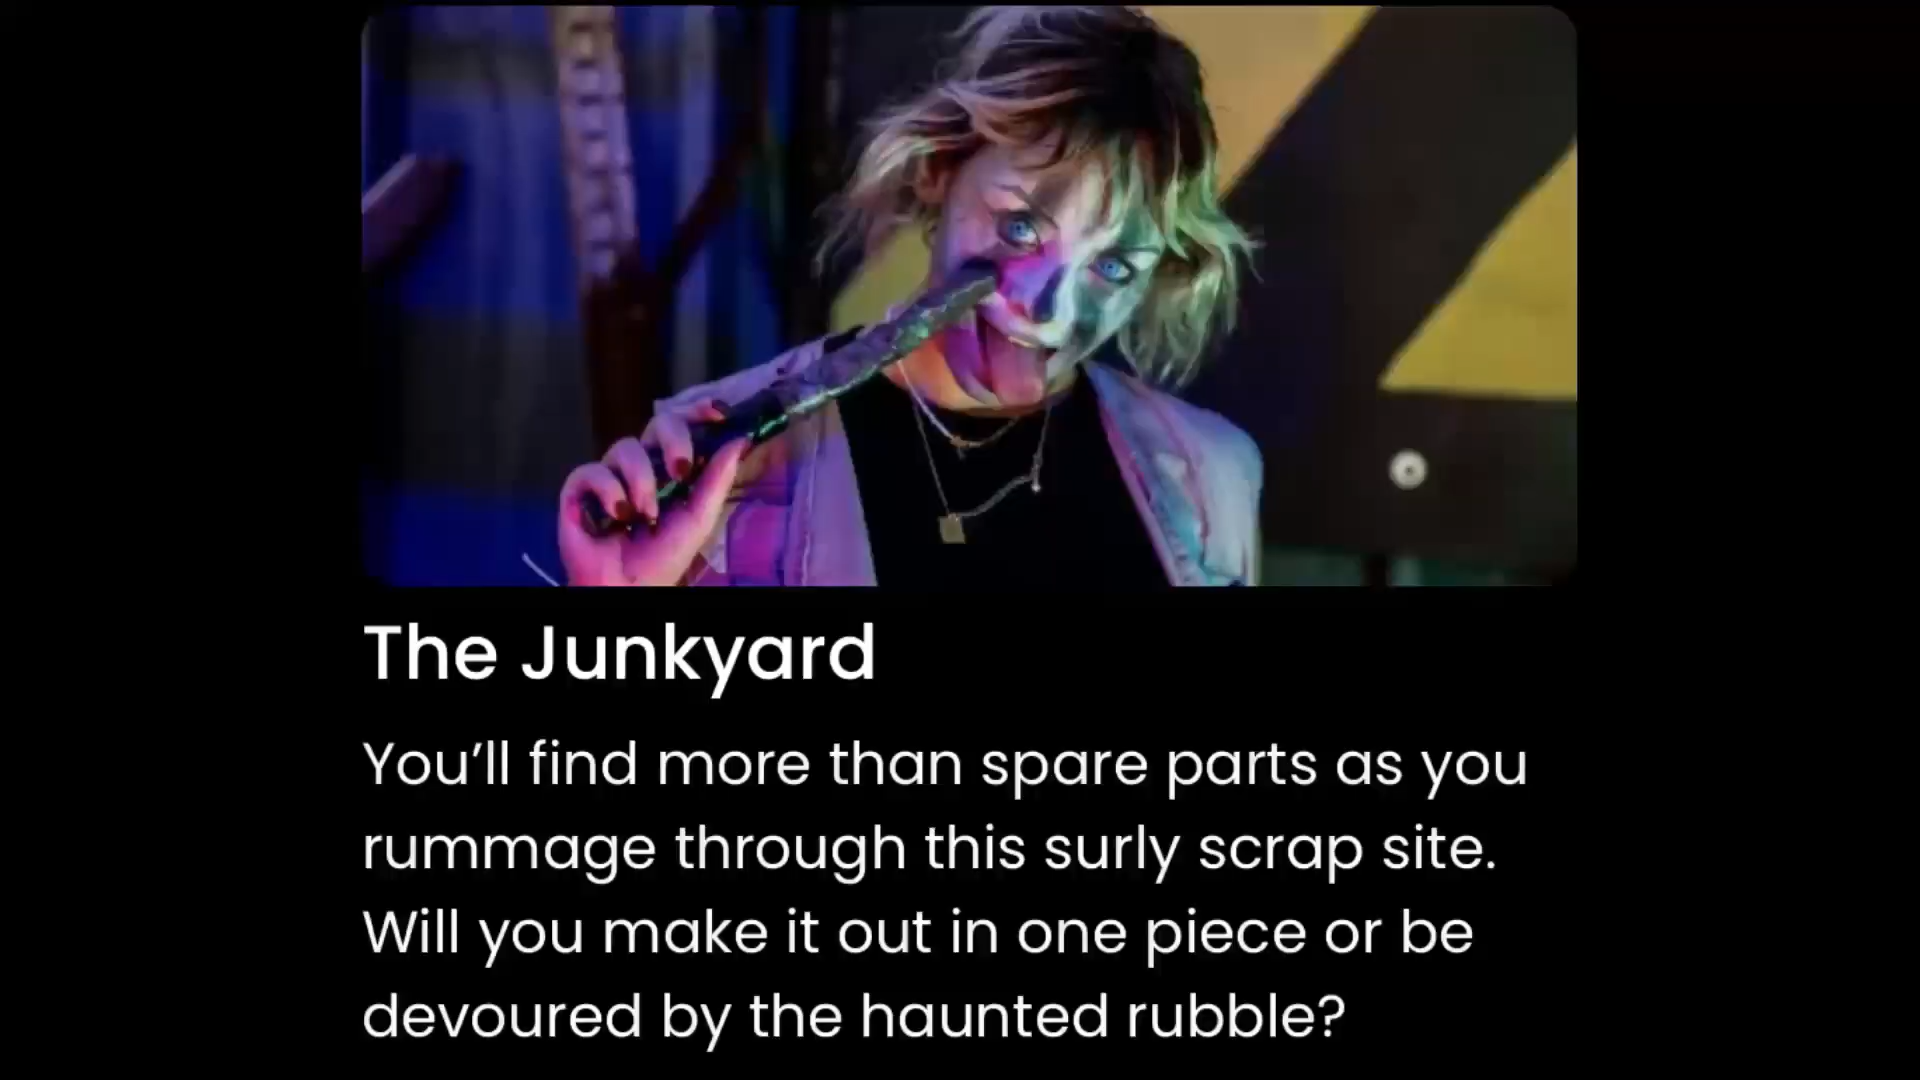 The Junkyard
You’ll find more than spare parts as you
rummage through this surly scrap site.
Will you make it out in one piece or be
devoured by the haunted rubble?